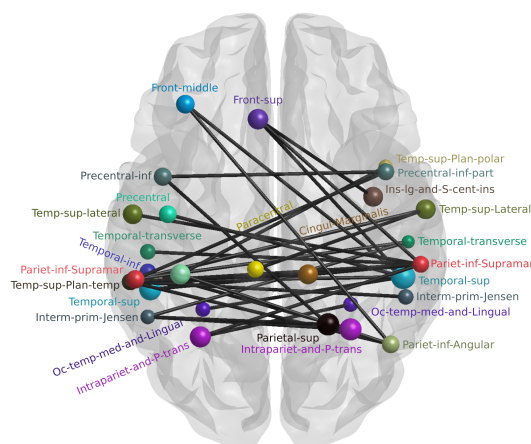 Front-middle
Front-sup
Temp-sup-Plan-polar
Precentral-inf
Precentral-inf-part
Ins-lg-and-S-cent-ins
Precentral
Temp-sup-lateral
Paracentral
Cingul-Marginalis
Temp-sup-Lateral
Temporal-transverse
Temporal-transverse
Temporal-inf
Pariet-inf-Supramar
Pariet-inf-Supramar
Temp-sup-Plan-temp
Temporal-sup
Temporal-sup
Interm-prim-Jensen
Interm-prim-Jensen
Oc-temp-med-and-Lingual
Oc-temp-med-and-Lingual
Parietal-sup
Intrapariet-and-P-trans
Intrapariet-and-P-trans
Pariet-inf-Angular